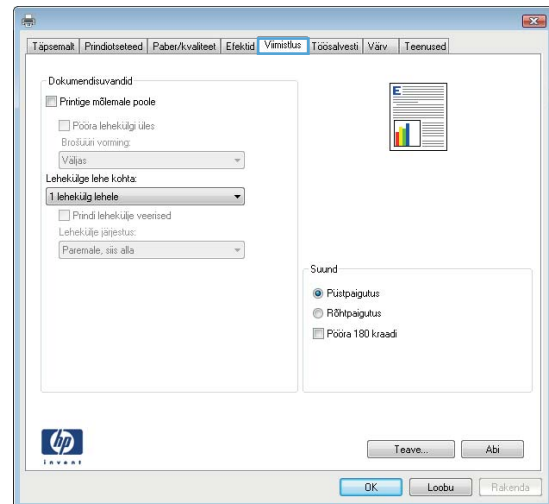 Täpsemalt Prindiotseteed Paber/kvaliteet Efektid Viimistlus Töösalvesti Värv Teenused
Dokumendisuvandid
Printige mõlemale poole
Pööra lehekülgi üles
Brošüüri vorming:
Väljas
Lehekülge lehe kohta:
1 lehekülg lehele
Prindi lehekülje veerised
Lehekülje järjestus:
Paremale, siis alla
E
Suund
Püstpaigutus
Rõhtpaigutus
Pööra 180 kraadi
hp
invent
Teave... Abi
OK Loobu Rakenda